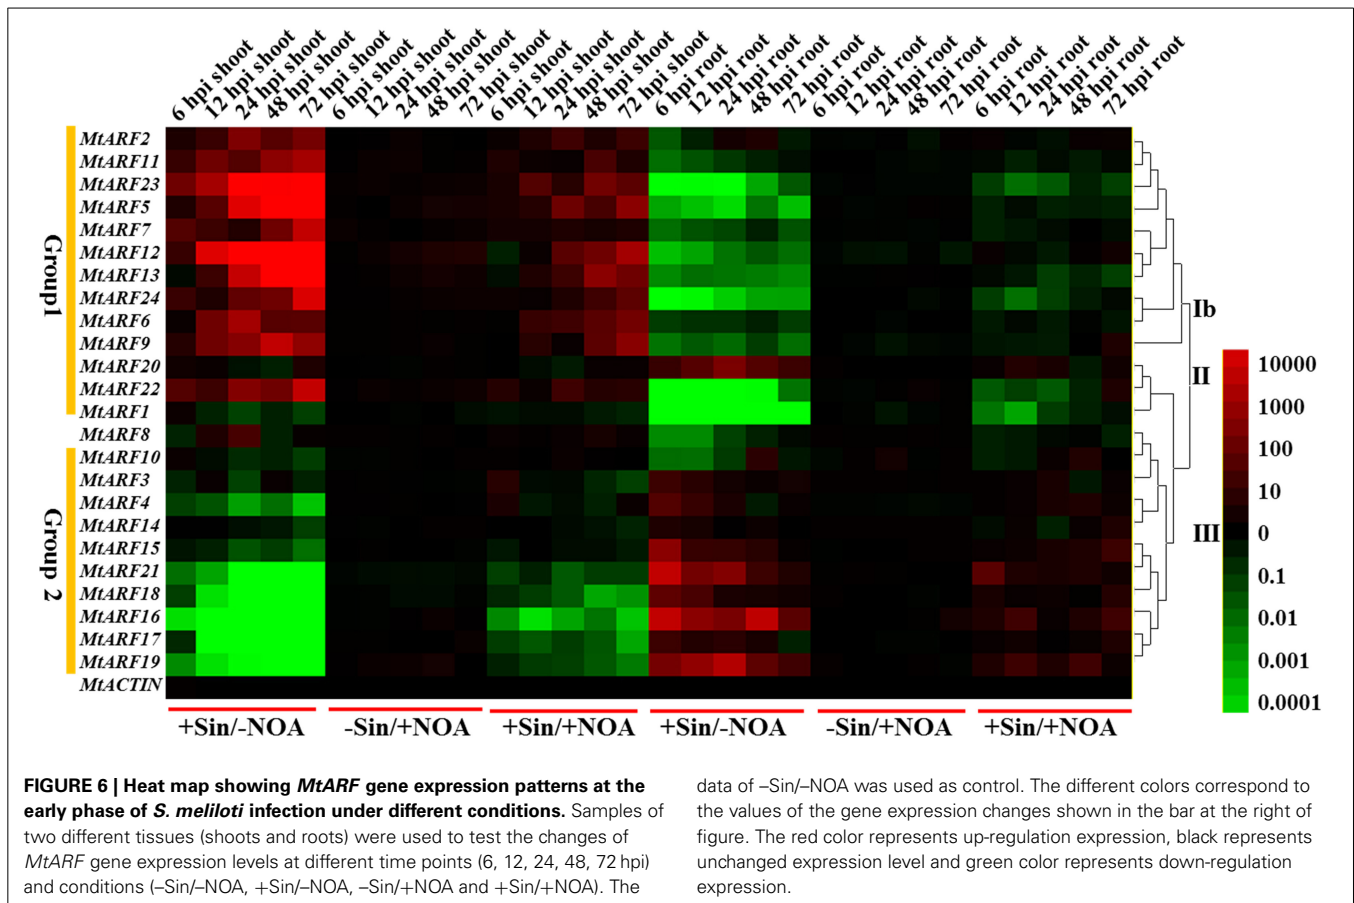 6 hpi shoot
12 hpi shoot
24 hpi shoot
48 hpi shoot
72 hpi shoot
6 hpi shoot
12 hpi shoot
24 hpi shoot
48 hpi shoot
72 hpi shoot
6 hpi shoot
12 hpi shoot
24 hpi shoot
48 hpi shoot
72 hpi shoot
6 hpi root
12 hpi root
24 hpi root
48 hpi root
72 hpi root
6 hpi root
12 hpi root
24 hpi root
48 hpi root
72 hpi root
6 hpi root
12 hpi root
24 hpi root
48 hpi root
72 hpi root
Group1
Group 2
MtARF2
MtARF11
MtARF23
MtARF5
MtARF7
MtARF12
MtARF13
MtARF24
MtARF6
MtARF9
MtARF20
MtARF22
MtARF1
MtARF8
MtARF10
MtARF3
MtARF4
MtARF14
MtARF15
MtARF21
MtARF18
MtARF16
MtARF17
MtARF19
MtACTIN
Ib
II
III
10000
1000
100
10
0
0.1
0.01
0.001
0.0001
+Sin/-NOA
-Sin/+NOA
+Sin/+NOA
+Sin/-NOA
-Sin/+NOA
+Sin/+NOA
FIGURE 6 | Heat map showing MtARF gene expression patterns at the
early phase of S. meliloti infection under different conditions. Samples of
two different tissues (shoots and roots) were used to test the changes of
MtARF gene expression levels at different time points (6, 12, 24, 48, 72 hpi)
and conditions (–Sin/–NOA, +Sin/–NOA, –Sin/+NOA and +Sin/+NOA). The
data of –Sin/–NOA was used as control. The different colors correspond to
the values of the gene expression changes shown in the bar at the right of
figure. The red color represents up-regulation expression, black represents
unchanged expression level and green color represents down-regulation
expression.